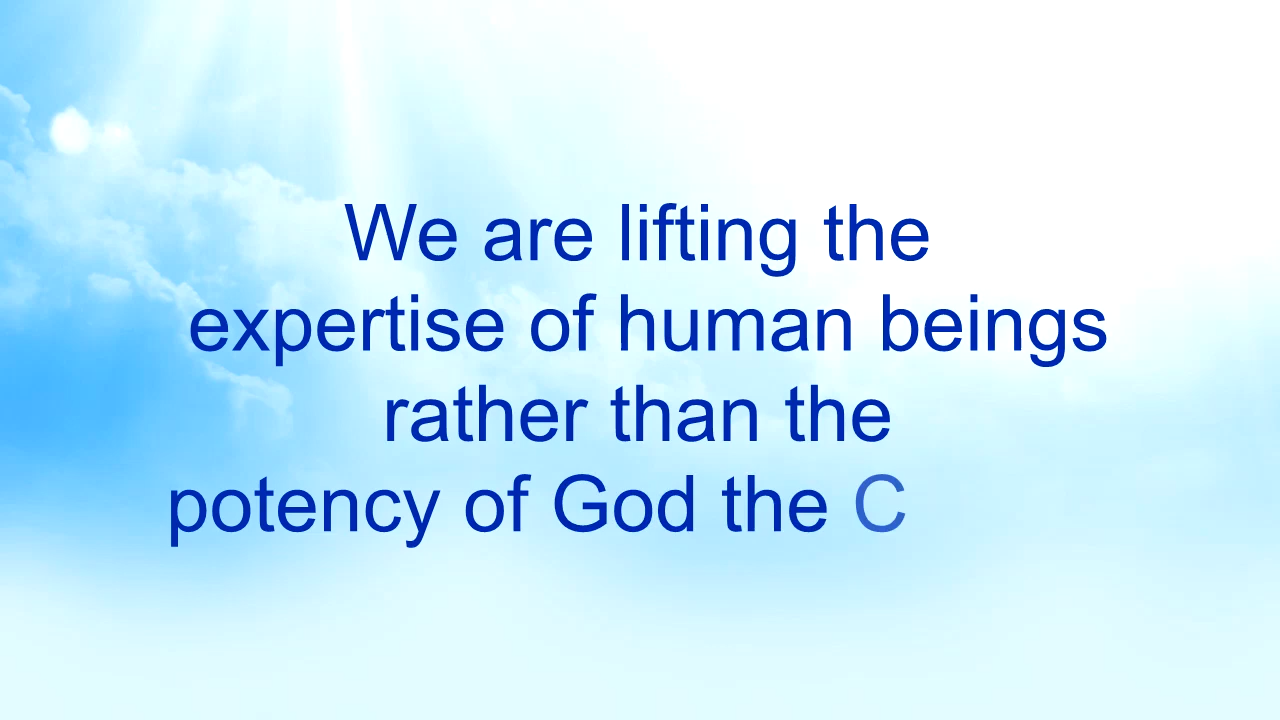 We are lifting the
expertise of human beings
rather than the
potency of God the C